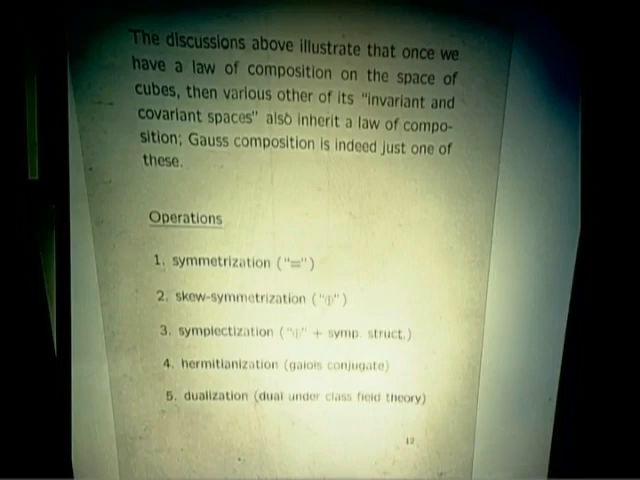 The discussions above illustrate that once we
have a law of composition on the space of
cubes, then various other of its "invariant and
covariant spaces" also inherit a law of compo-
sition; Gauss composition is indeed just one of
these.
Operations
1. symmetrization ("=")
2. skew-symmetrization ("⊕")
3. symplectization (" " + symp. struct.)
4. hermitianization (galois conjugate)
5. dualization (dual under class field theory)
12